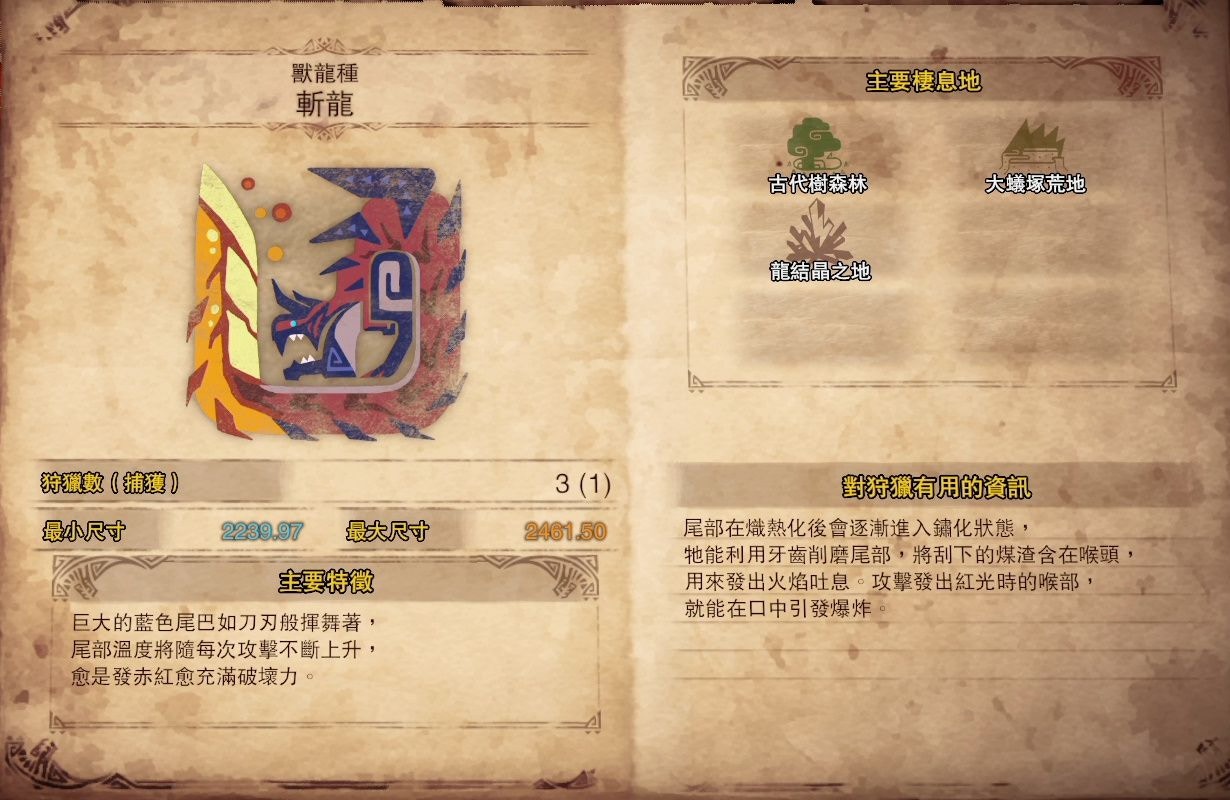 獸龍種
斬龍
狩獵數（捕獲）
3 (1)
最小尺寸
2239.97
最大尺寸
2461.50
主要特徵
巨大的藍色尾巴如刀刃般揮舞著，
尾部溫度將隨每次攻擊不斷上升，
愈是發赤紅愈充滿破壞力。
主要棲息地
古代樹森林
大蟻塚荒地
龍結晶之地
對狩獵有用的資訊
尾部在熾熱化後會逐漸進入鏽化狀態，
牠能利用牙齒削磨尾部，將刮下的煤渣含在喉頭，
用來發出火焰吐息。攻擊發出紅光時的喉部，
就能在口中引發爆炸。